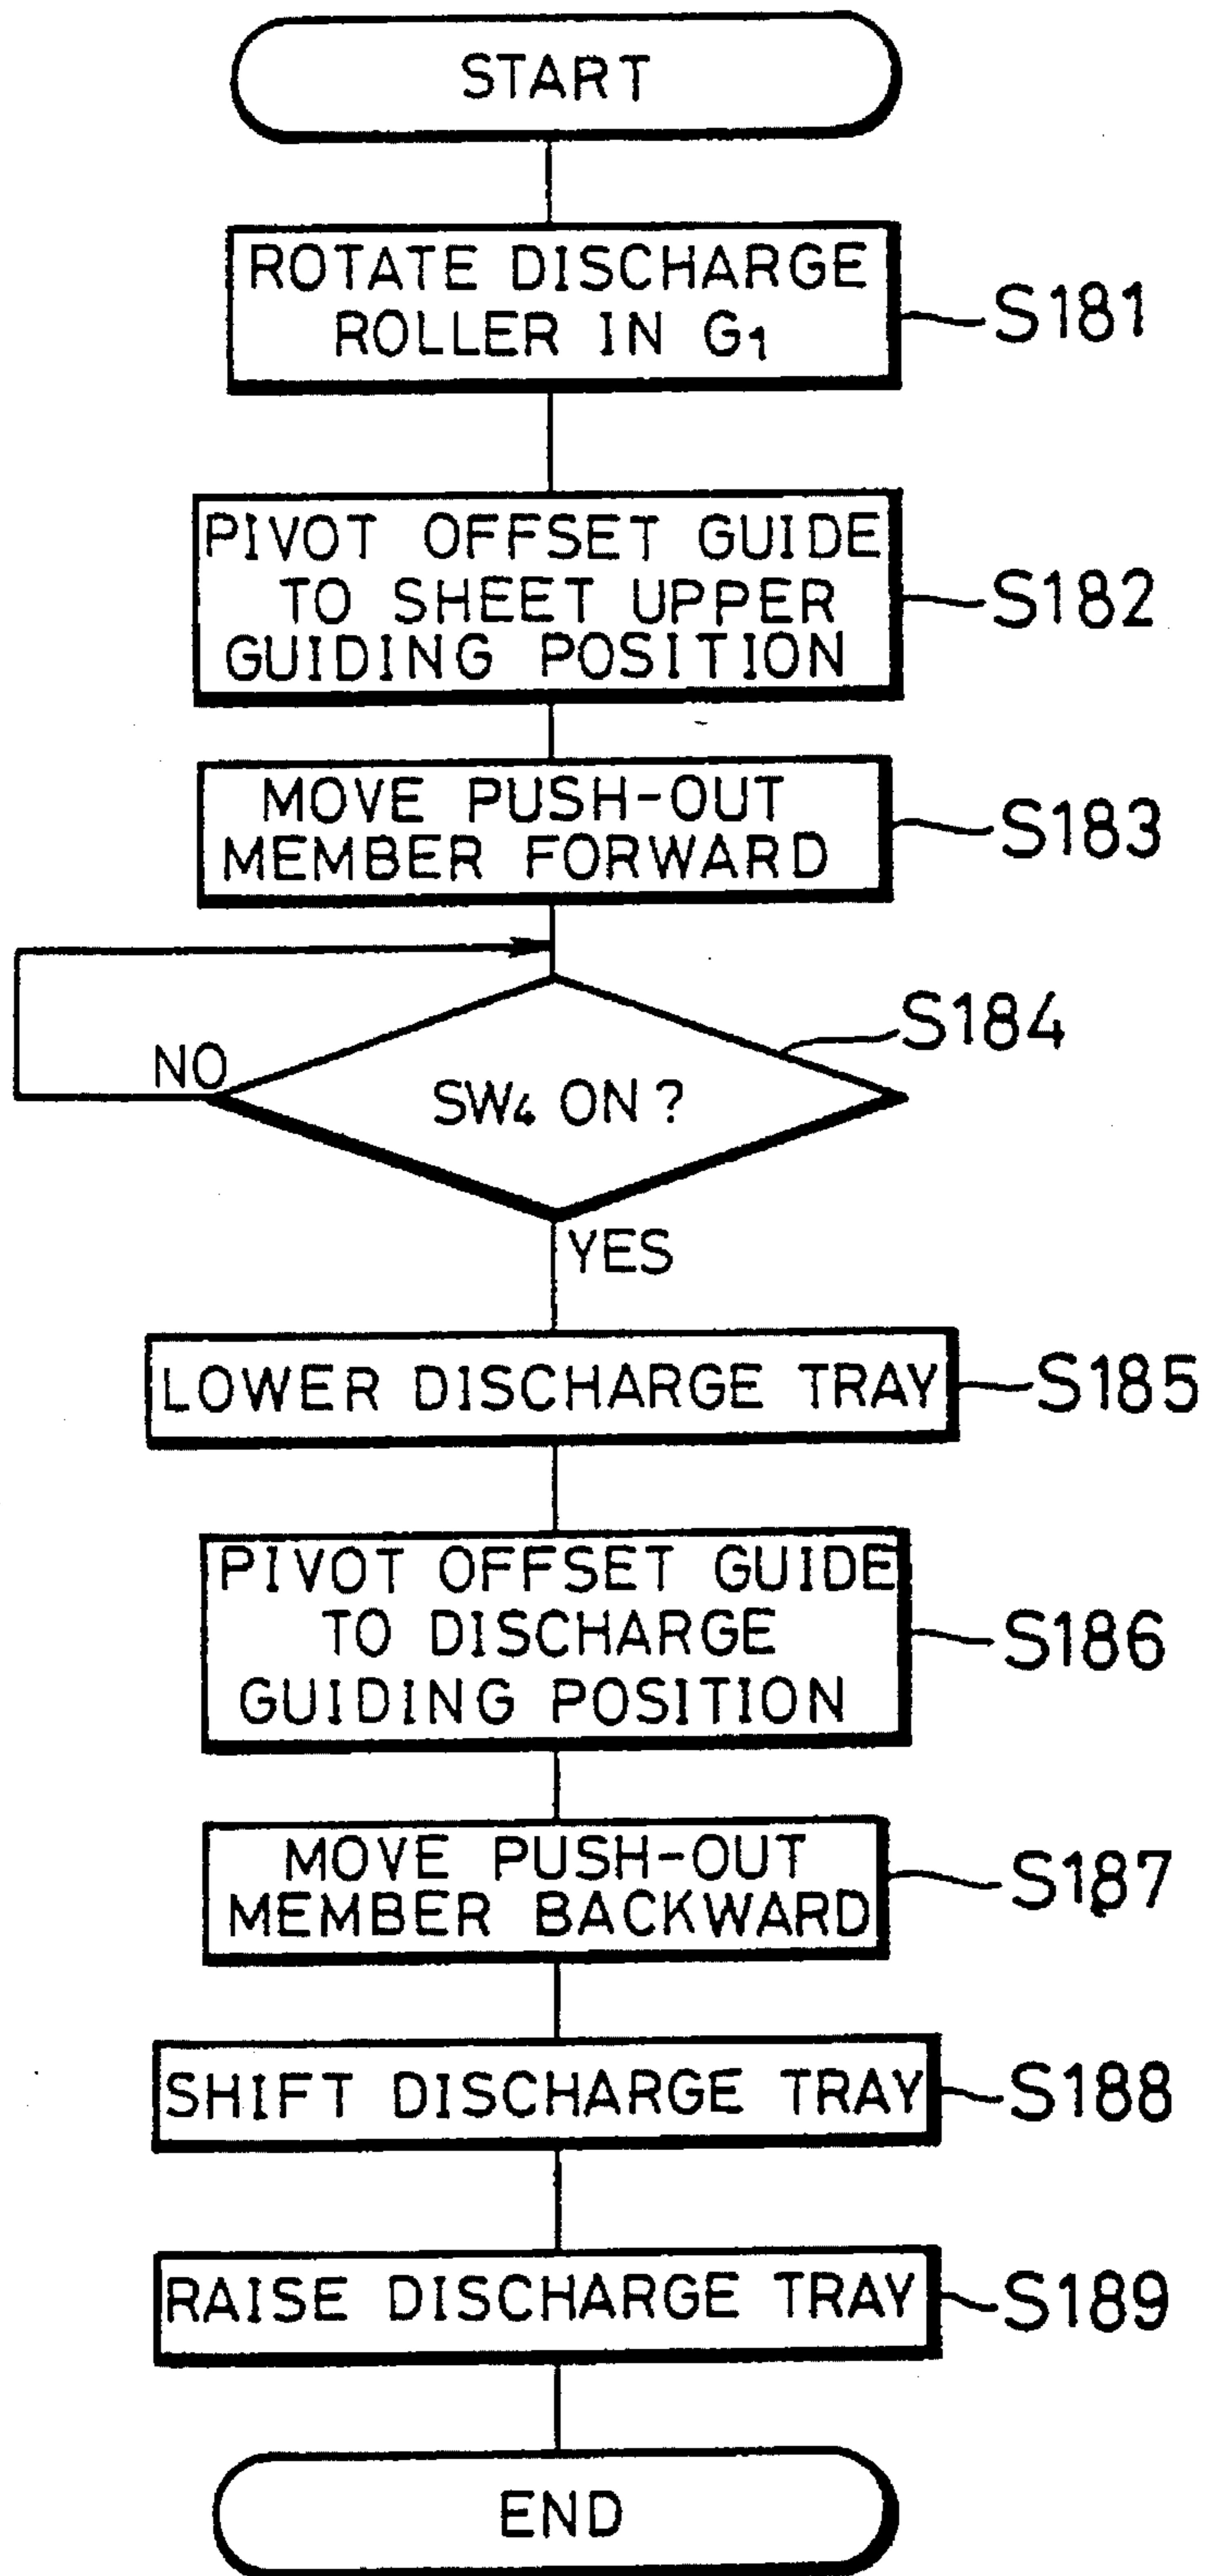 START
ROTATE DISCHARGE
ROLLER IN G1
S181
PIVOT OFFSET GUIDE
TO SHEET UPPER
GUIDING POSITION
S182
MOVE PUSH-OUT
MEMBER FORWARD
S183
NO
SW4 ON ?
S184
YES
LOWER DISCHARGE TRAY
S185
PIVOT OFFSET GUIDE
TO DISCHARGE
GUIDING POSITION
S186
MOVE PUSH-OUT
MEMBER BACKWARD
S187
SHIFT DISCHARGE TRAY
S188
RAISE DISCHARGE TRAY
S189
END